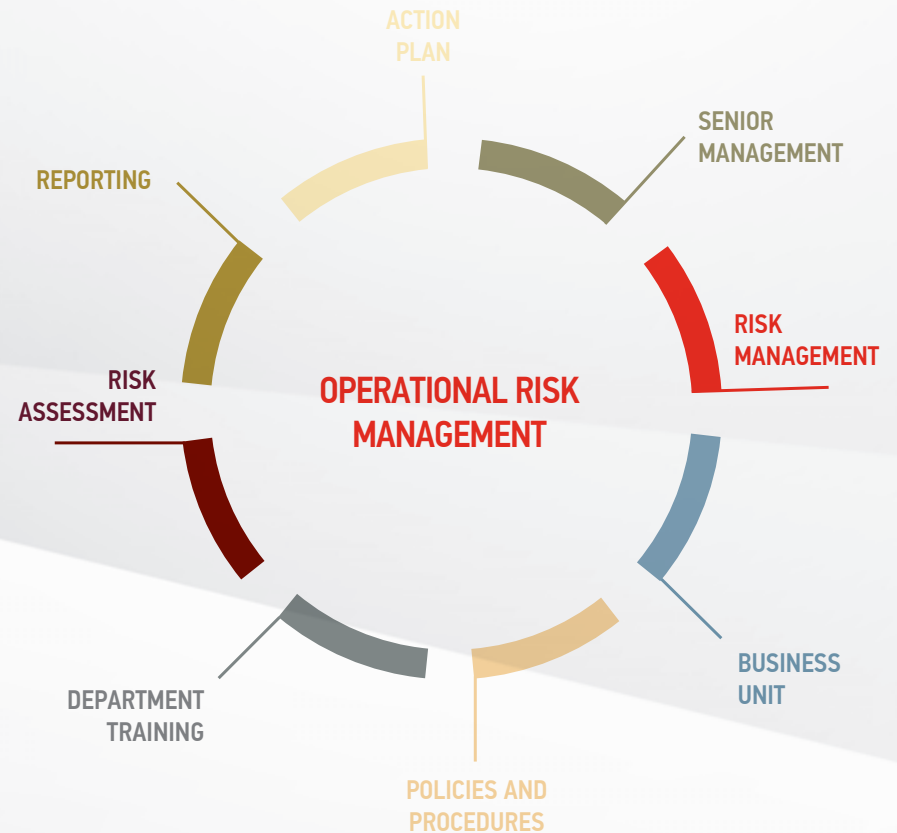 ACTION
PLAN
SENIOR
MANAGEMENT
REPORTING
RISK
MANAGEMENT
RISK
ASSESSMENT
OPERATIONAL RISK
MANAGEMENT
BUSINESS
UNIT
DEPARTMENT
TRAINING
POLICIES AND
PROCEDURES